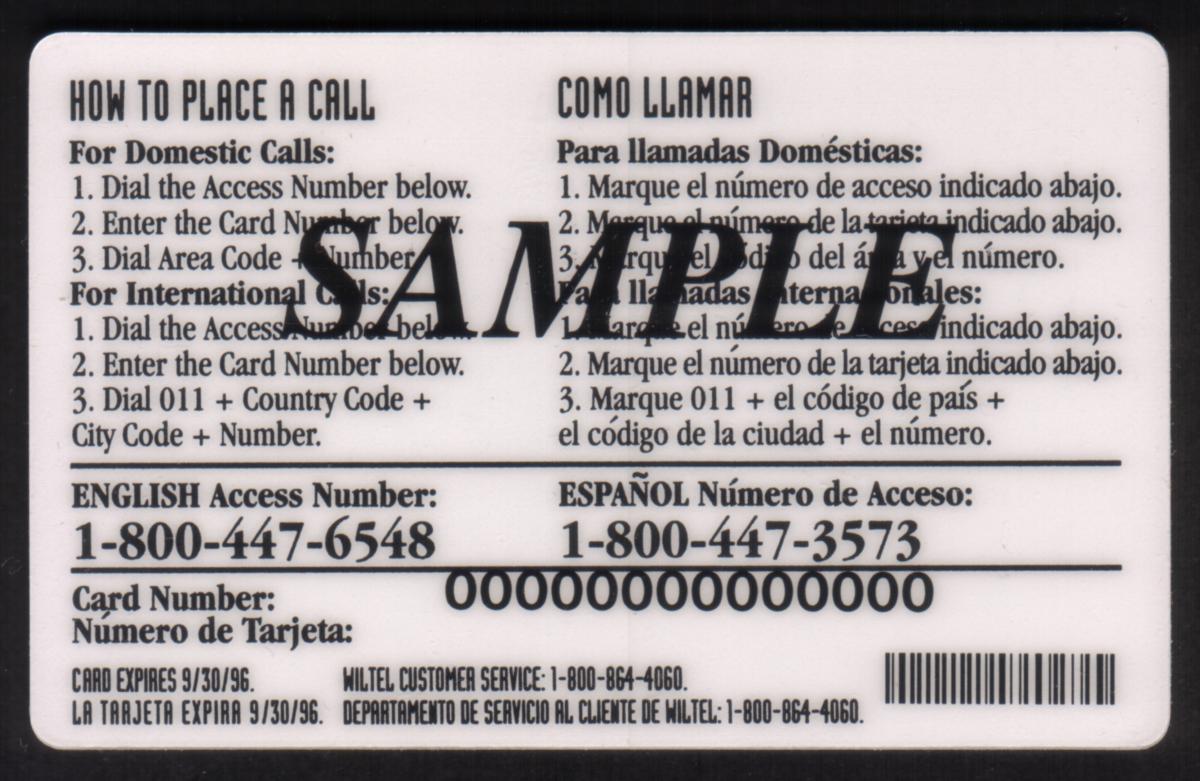 HOW TO PLACE A CALL
For Domestic Calls:
1. Dial the Access Number below.
2. Enter the Card Number below.
3. Dial Area Code + Number
For International Calls:
1. Dial the Access Number below.
2. Enter the Card Number below.
3. Dial 011 + Country Code +
City Code + Number.
COMO LLAMAR
Para llamadas Domésticas:
1. Marque el número de acceso indicado abajo.
2. Marque el número de la tarjeta indicado abajo.
3. Marque el código del área y el número.
Para llamadas Internacionales:
1. Marque el número de acceso indicado abajo.
2. Marque el número de la tarjeta indicado abajo.
3. Marque 011 + el código de país +
el código de la ciudad + el número.
SAMPLE
ENGLISH Access Number:
1-800-447-6548
ESPAÑOL Número de Acceso:
1-800-447-3573
Card Number: 00000000000000
Número de Tarjeta:
CARD EXPIRES 9/30/96. WILTEL CUSTOMER SERVICE: 1-800-864-4060.
LA TARJETA EXPIRA 9/30/96. DEPARTAMENTO DE SERVICIO AL CLIENTE DE WILTEL: 1-800-864-4060.